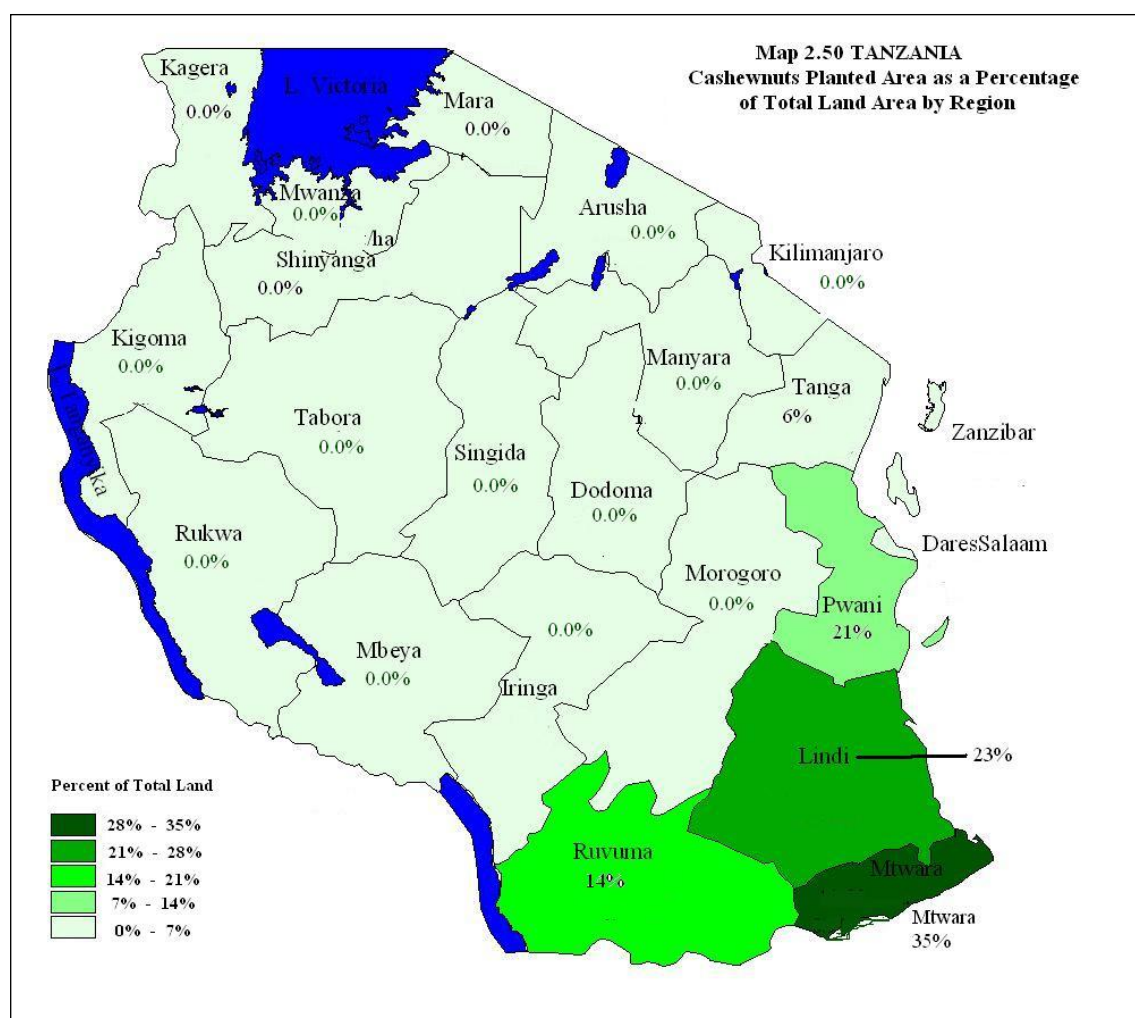 Map 2.50 TANZANIA
Cashewnuts Planted Area as a Percentage
of Total Land Area by Region
Kagera
0.0%
L. Victoria
Mara
0.0%
Mwanza
0.0%
/ha
Shinyanga
0.0%
Arusha
0.0%
Kilimanjaro
0.0%
Kigoma
0.0%
Manyara
0.0%
Tanga
6%
Tabora
0.0%
Singida
0.0%
Zanzibar
Dodoma
0.0%
Rukwa
0.0%
DaresSalaam
Morogoro
0.0%
Pwani
21%
0.0%
Mbeya
0.0%
Iringa
Lindi
23%
Percent of Total Land
28% - 35%
21% - 28%
14% - 21%
7% - 14%
0% - 7%
Ruvuma
14%
Mtwara
Mtwara
35%